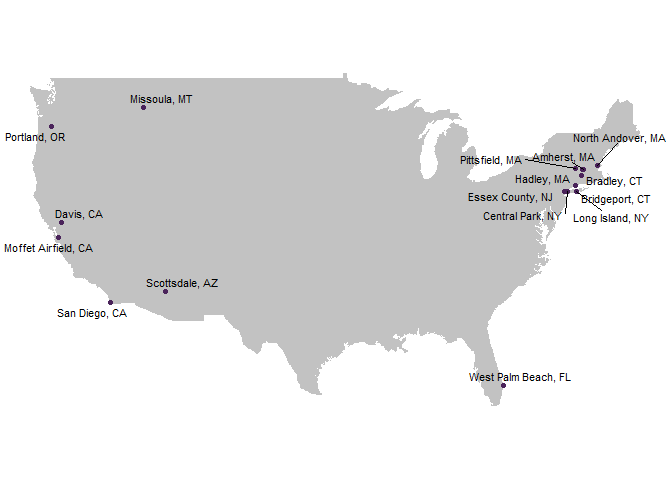 Missoula, MT
Portland, OR
North Andover, MA
Pittsfield, MA
Amherst, MA
Hadley, MA
Bradley, CT
Essex County, NJ
Bridgeport, CT
Central Park, NY
Long Island, NY
Davis, CA
Moffet Airfield, CA
Scottsdale, AZ
San Diego, CA
West Palm Beach, FL